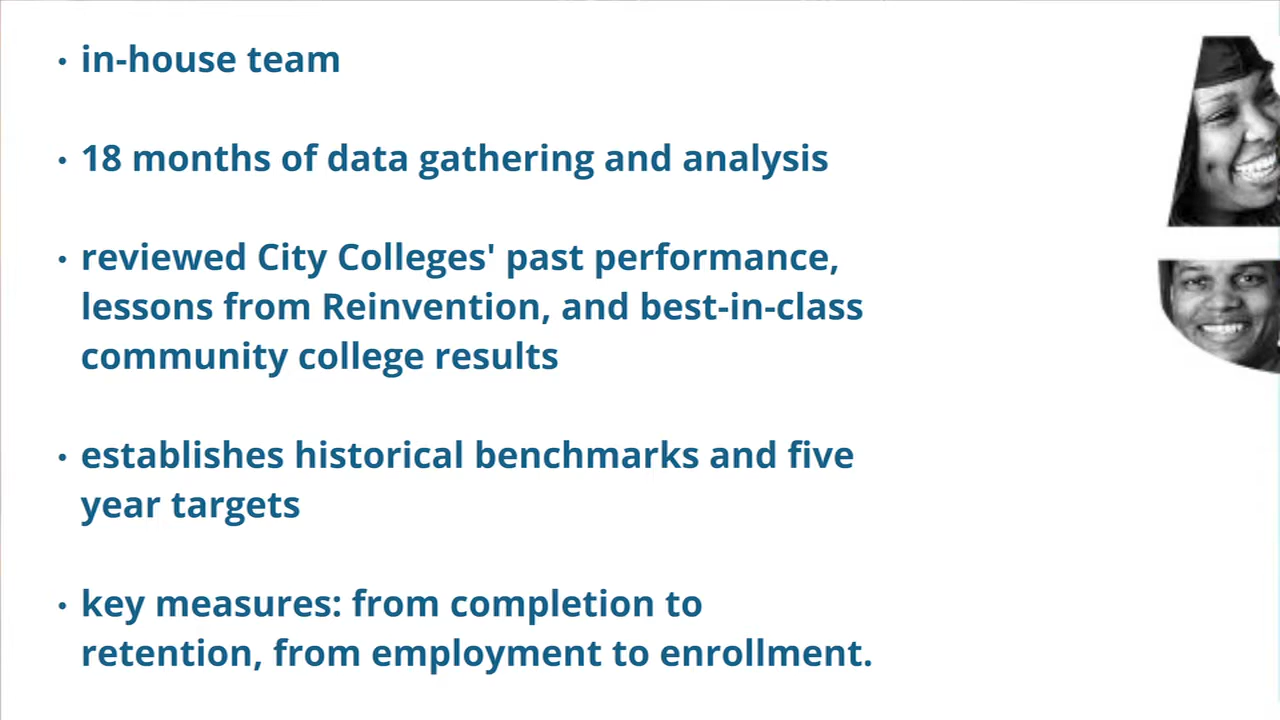 • in-house team
• 18 months of data gathering and analysis
• reviewed City Colleges' past performance,
lessons from Reinvention, and best-in-class
community college results
• establishes historical benchmarks and five
year targets
• key measures: from completion to
retention, from employment to enrollment.